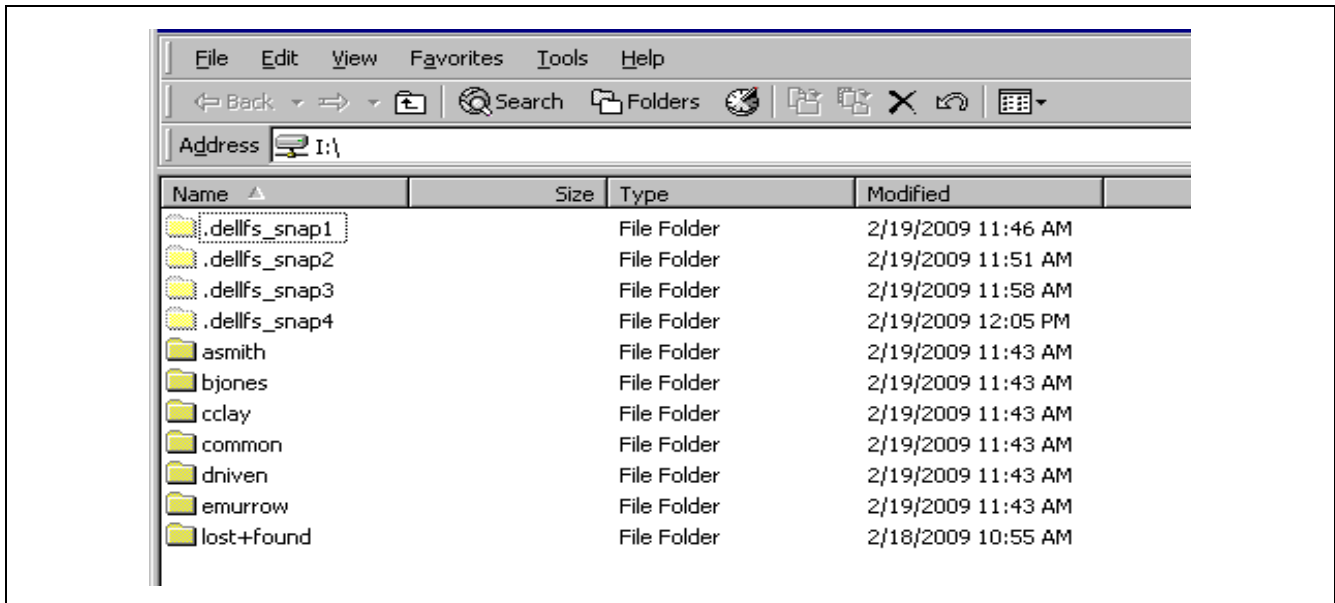 File Edit View Favorites Tools Help
Back Search Folders
Address I:\
Name Size Type Modified
.dellfs_snap1 File Folder 2/19/2009 11:46 AM
.dellfs_snap2 File Folder 2/19/2009 11:51 AM
.dellfs_snap3 File Folder 2/19/2009 11:58 AM
.dellfs_snap4 File Folder 2/19/2009 12:05 PM
asmith File Folder 2/19/2009 11:43 AM
bjones File Folder 2/19/2009 11:43 AM
cclay File Folder 2/19/2009 11:43 AM
common File Folder 2/19/2009 11:43 AM
dniven File Folder 2/19/2009 11:43 AM
emurrow File Folder 2/19/2009 11:43 AM
lost+found File Folder 2/18/2009 10:55 AM